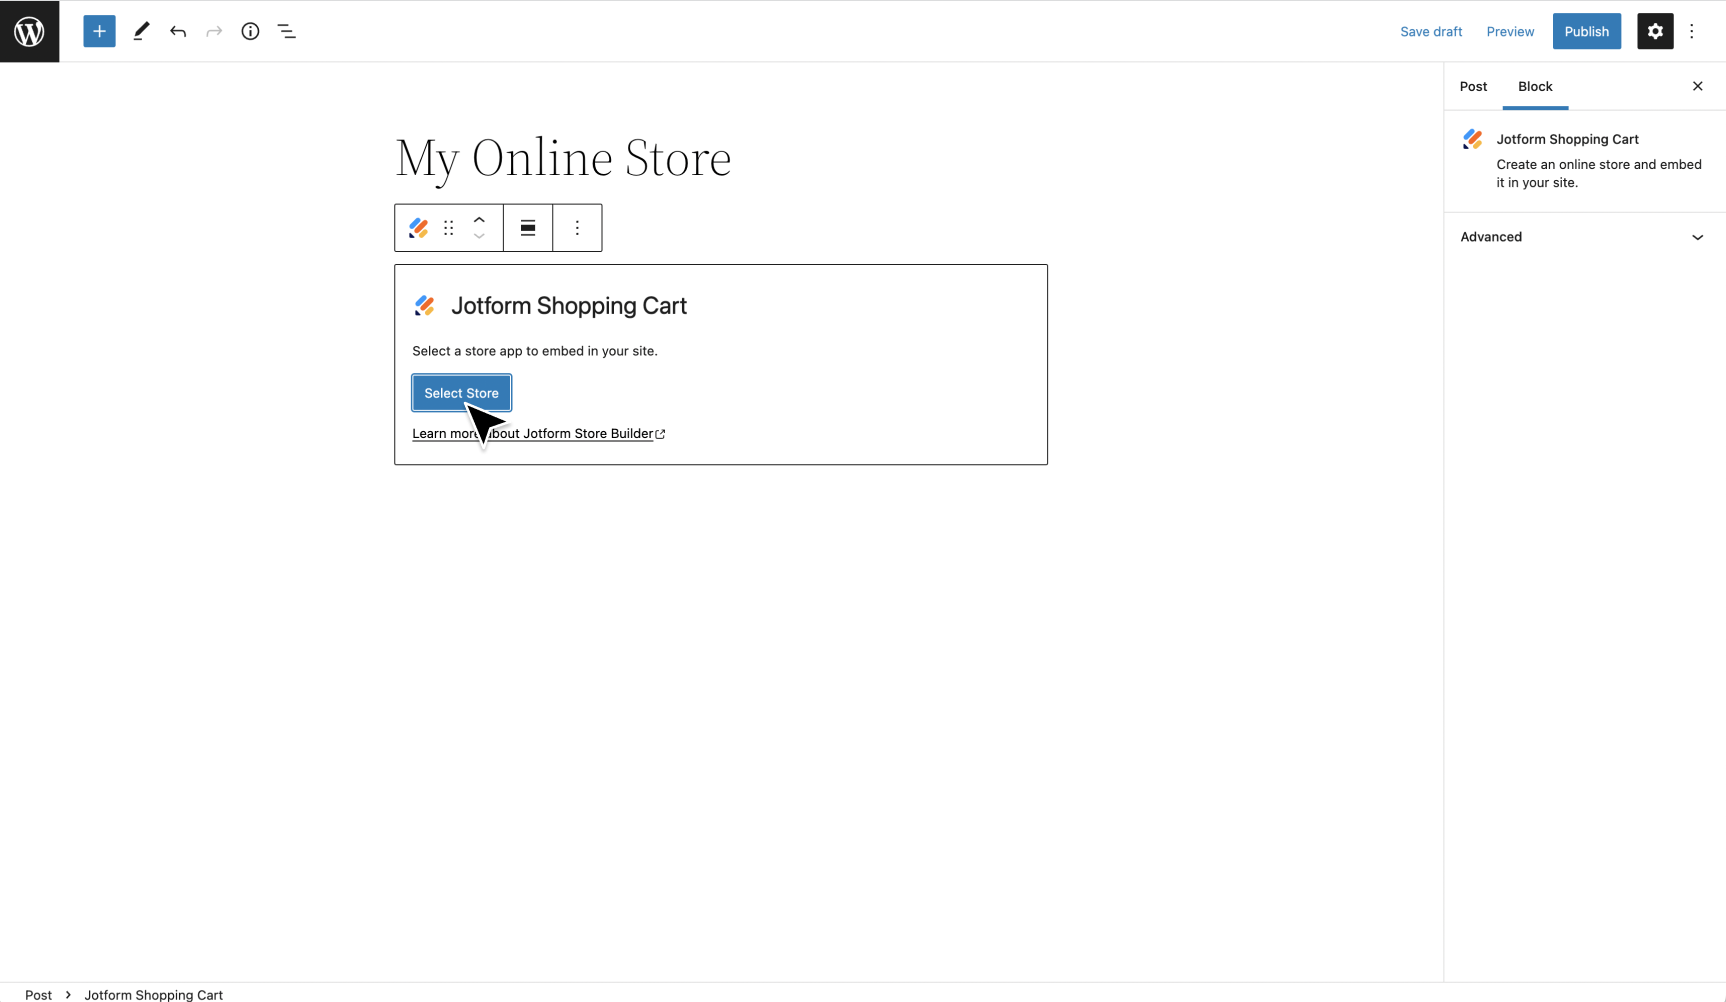 Save draft
Preview
Publish
Post
Block
Jotform Shopping Cart
Create an online store and embed
it in your site.
Advanced
My Online Store
Jotform Shopping Cart
Select a store app to embed in your site.
Select Store
Learn more about Jotform Store Builder
Post
Jotform Shopping Cart